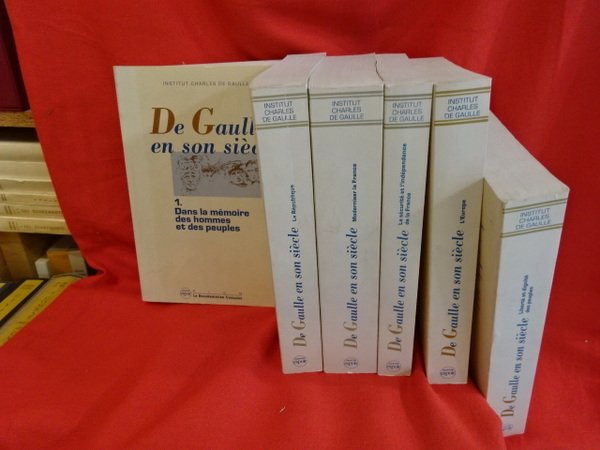 INSTITUT CHARLES DE GAULLE
De Gaulle
en son siècl
1.
Dans la mémoire
des hommes
et des peuples
La Documentation Française
INSTITUT
CHARLES
DE GAULLE
De Gaulle en son siècle
La République
INSTITUT
CHARLES
DE GAULLE
De Gaulle en son siècle
Moderniser la France
INSTITUT
CHARLES
DE GAULLE
De Gaulle en son siècle
La sécurité et l'indépendance
de la France
INSTITUT
CHARLES
DE GAULLE
De Gaulle en son siècle
L'Europe
INSTITUT
CHARLES
DE GAULLE
De Gaulle en son siècle
Liberté et dignité
des peuples